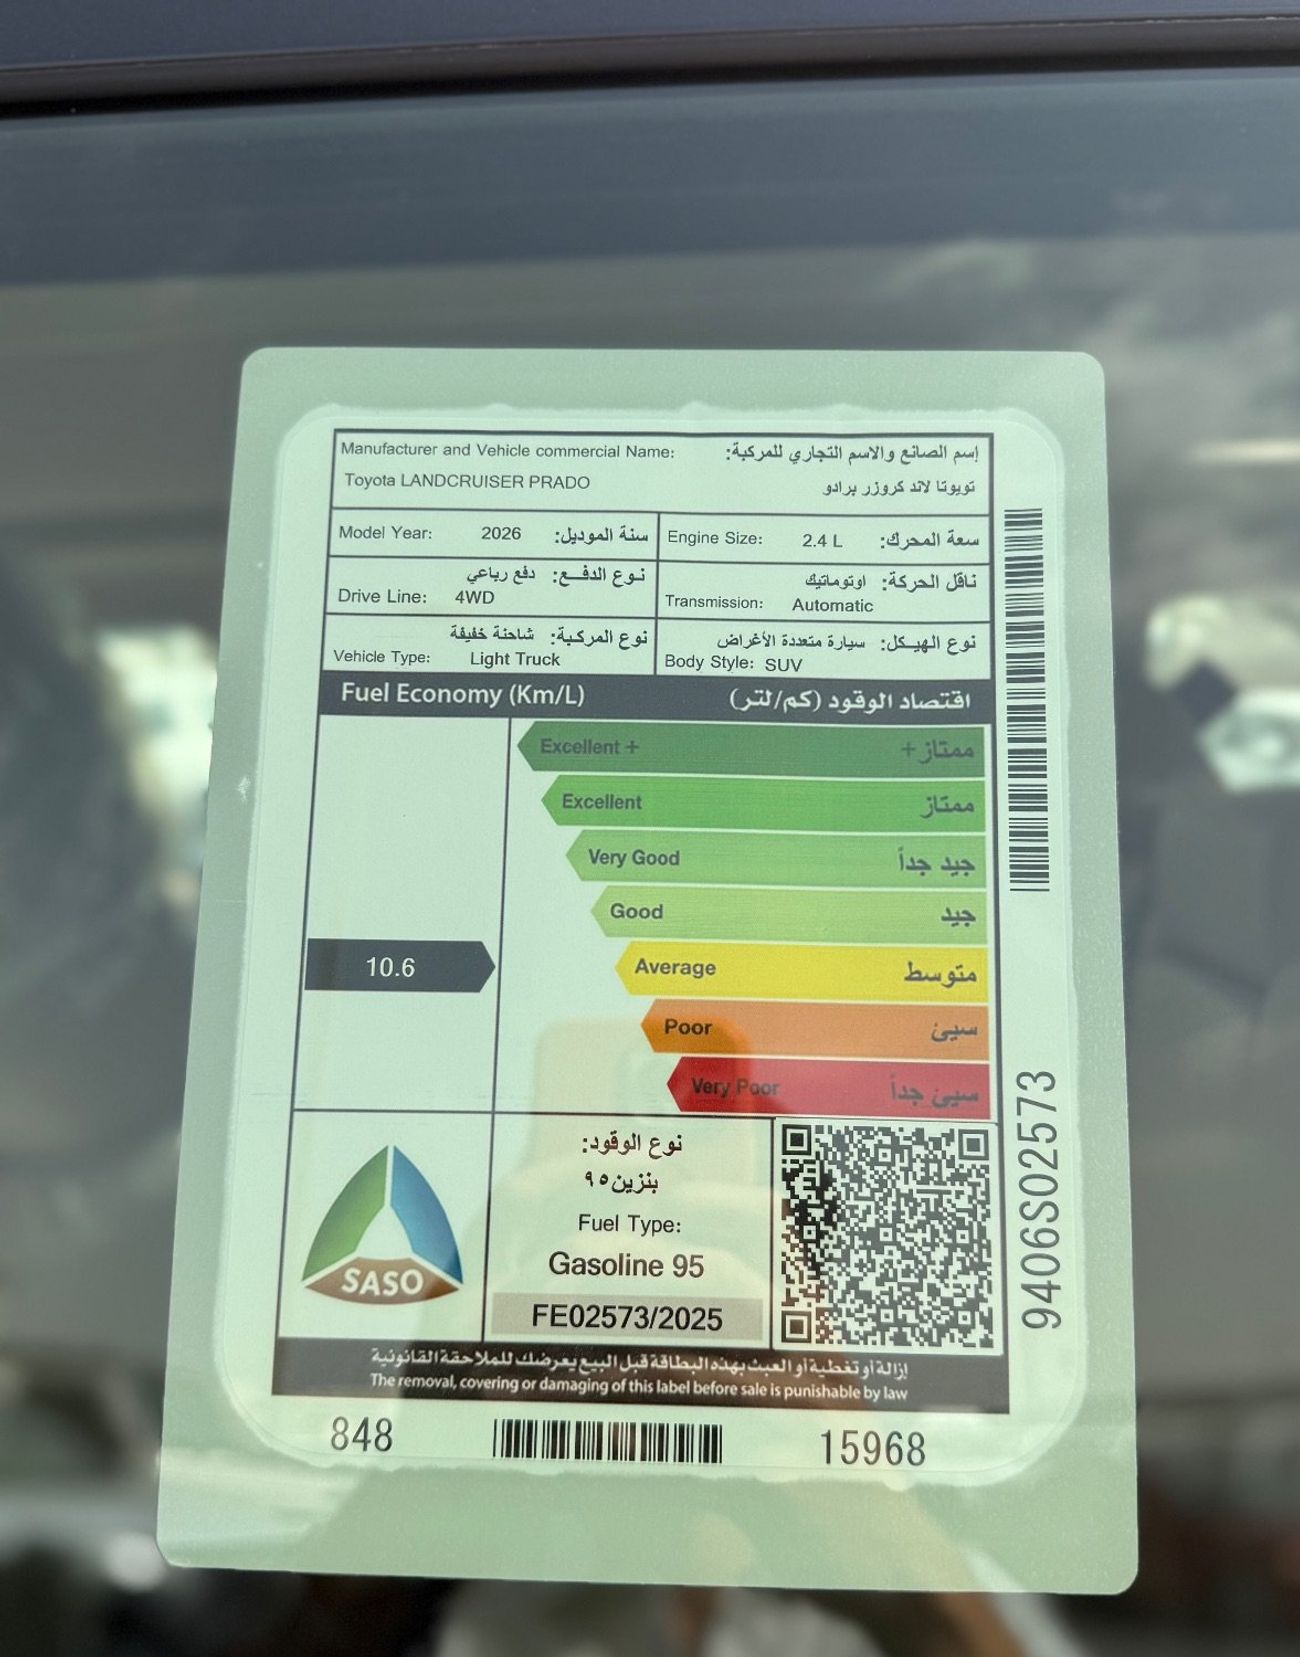 Manufacturer and Vehicle commercial Name: إسم الصانع والاسم التجاري للمركبة:
Toyota LANDCRUISER PRADO تويوتا لاند كروزر برادو
Model Year: 2026 سنة الموديل:
Engine Size: 2.4 L سعة المحرك:
نوع الدفع: دفع رباعي
Drive Line: 4WD
ناقل الحركة: اوتوماتيك
Transmission: Automatic
نوع المركبة: شاحنة خفيفة
Vehicle Type: Light Truck
نوع الهيكل: سيارة متعددة الأغراض
Body Style: SUV
Fuel Economy (Km/L) اقتصاد الوقود (كم/لتر)
Excellent + ممتاز +
Excellent ممتاز
Very Good جيد جداً
Good جيد
10.6
Average متوسط
Poor سيئ
Very Poor سيئ جداً
SASO
نوع الوقود:
بنزين٩٥
Fuel Type:
Gasoline 95
FE02573/2025
9406S02573
إزالة أو تغطية أو العبث بهذه البطاقة قبل البيع يعرضك للملاحقة القانونية
The removal, covering or damaging of this label before sale is punishable by law
848 15968